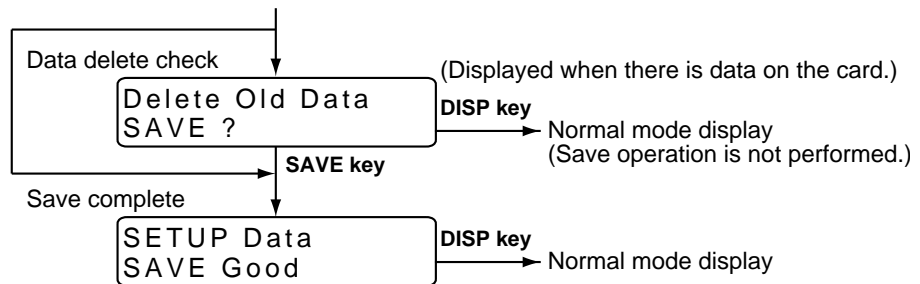 Data delete check
(Displayed when there is data on the card.)
Delete Old Data
SAVE ?
DISP key
Normal mode display
(Save operation is not performed.)
SAVE key
Save complete
SETUP Data
SAVE Good
DISP key
Normal mode display